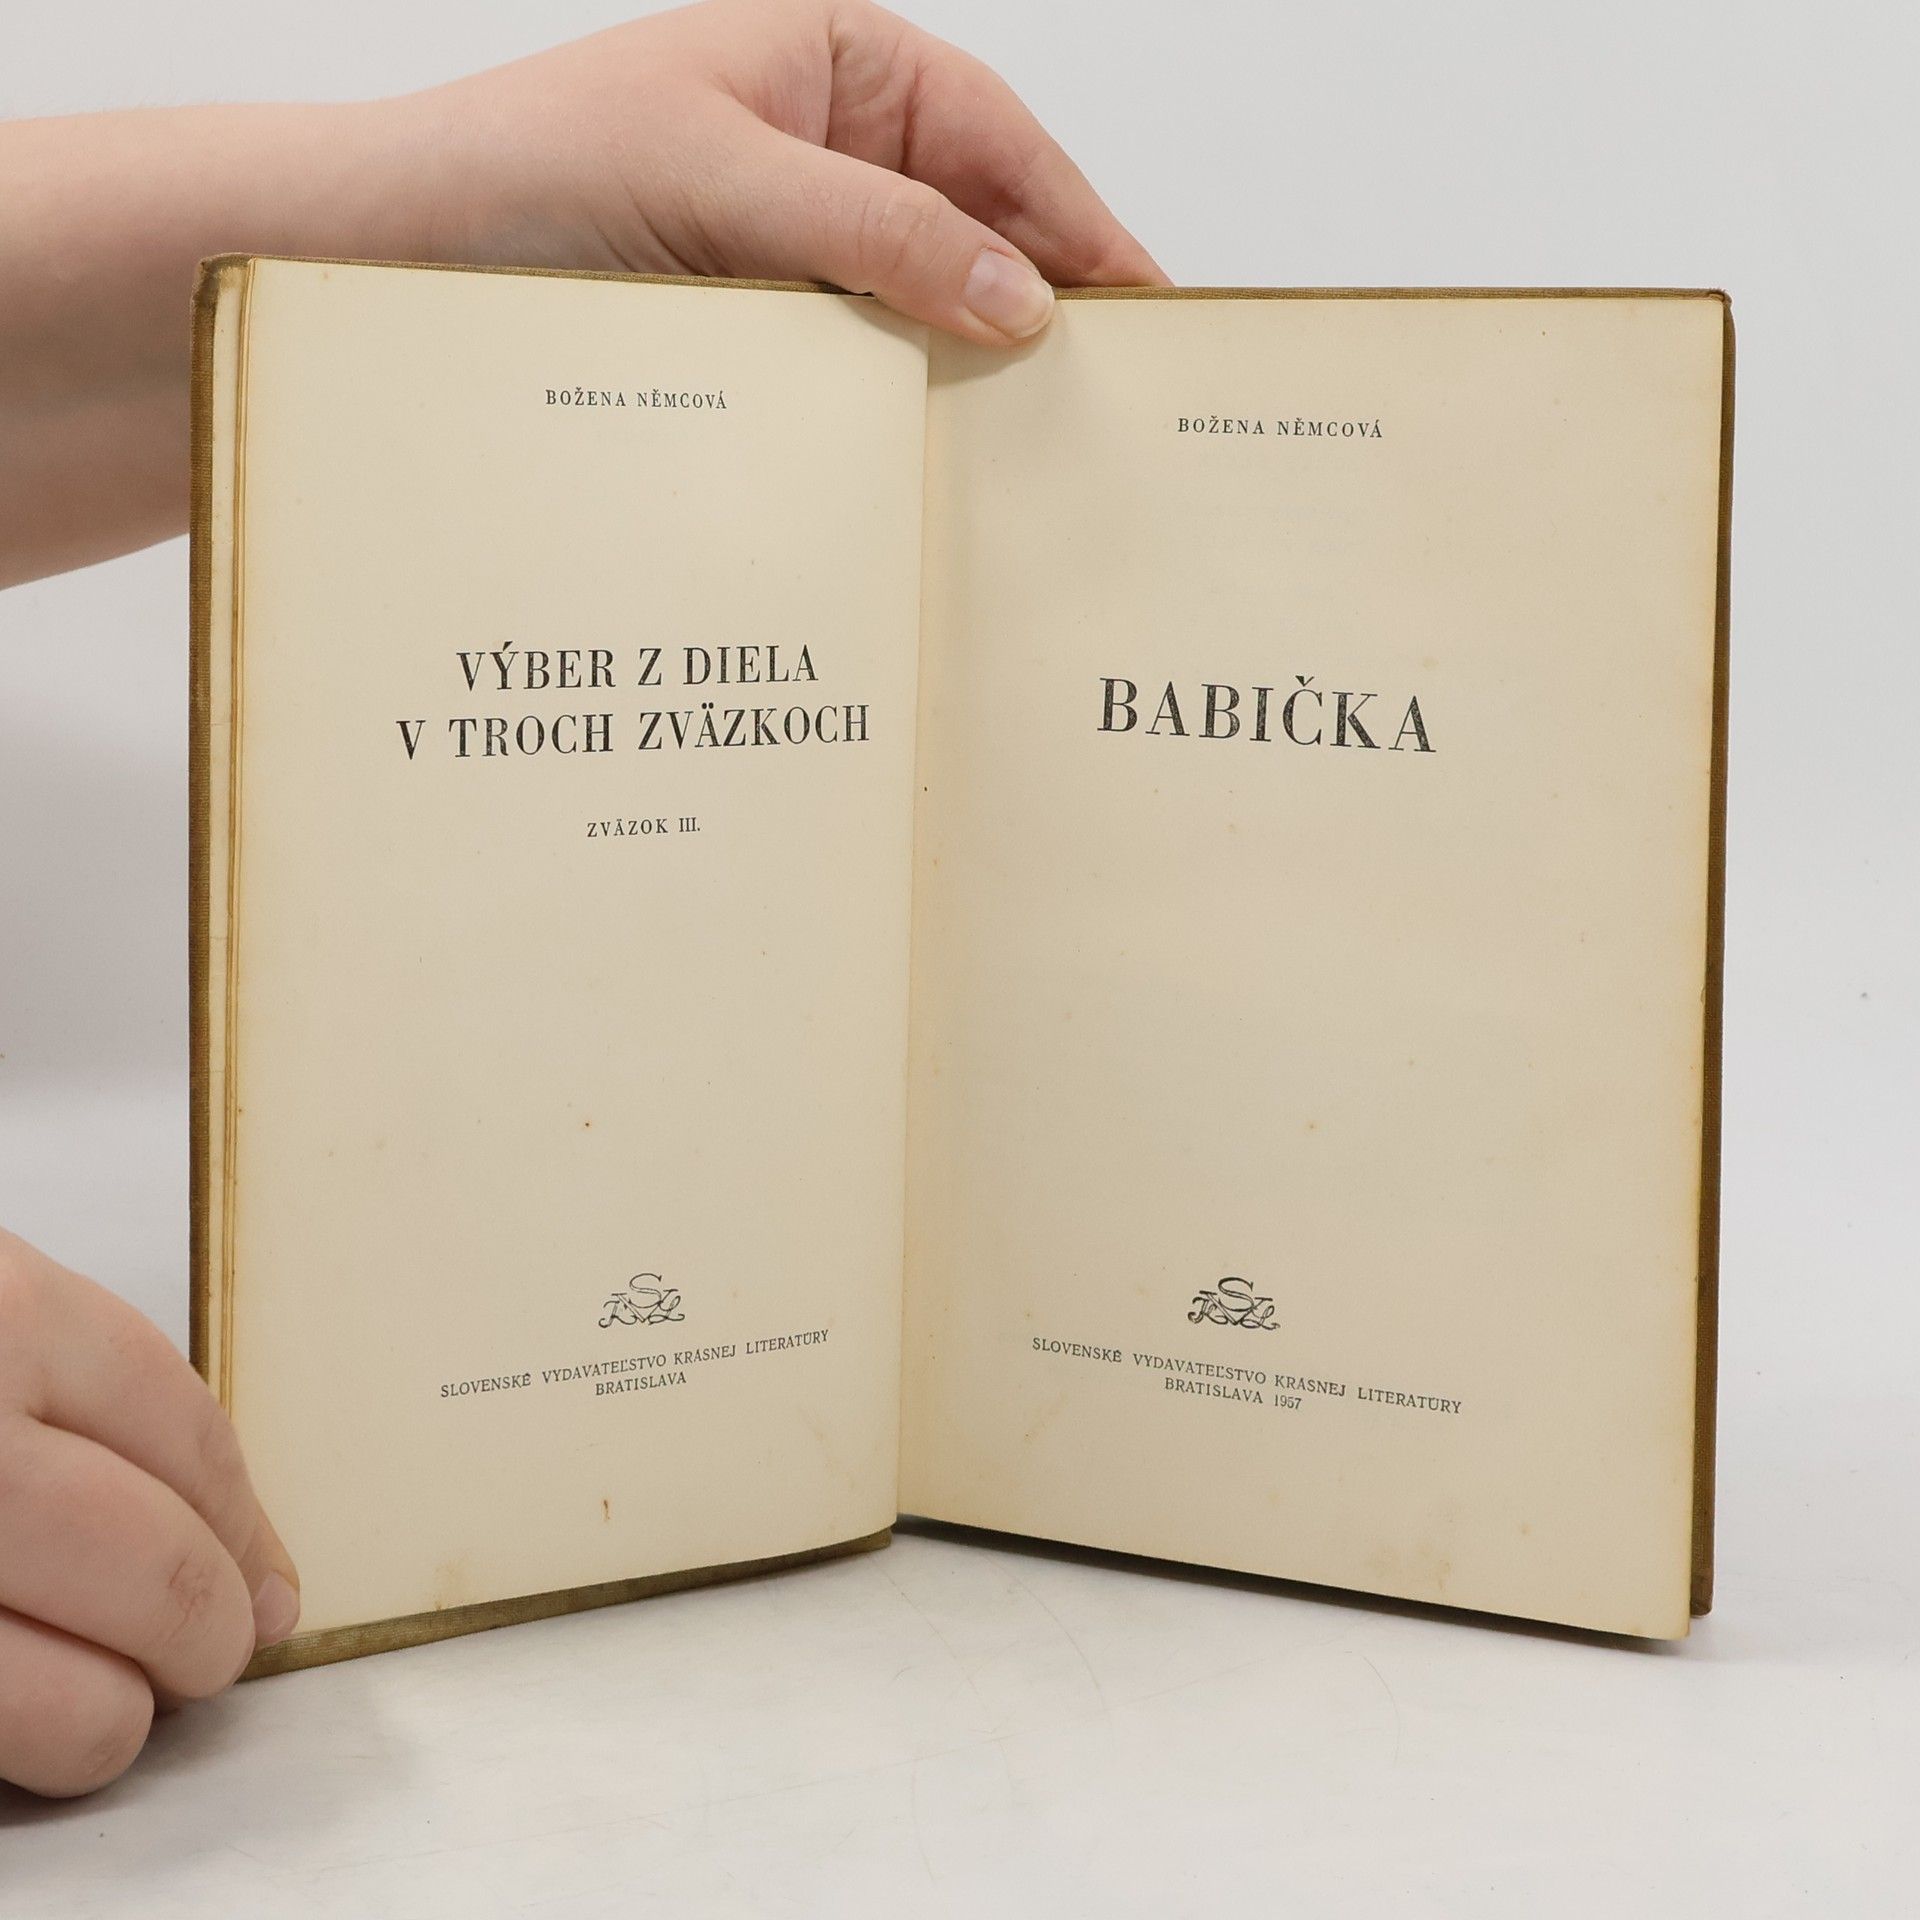 BOŽENA NĚMCOVÁ
VÝBER Z DIELA
V TROCH ZVÄZKOCH
ZVÄZOK III.
SLOVENSKÉ VYDAVATEĽSTVO KRÁSNEJ LITERATÚRY
BRATISLAVA
BOŽENA NĚMCOVÁ
BABIČKA
SLOVENSKÉ VYDAVATEĽSTVO KRÁSNEJ LITERATÚRY
BRATISLAVA 1957